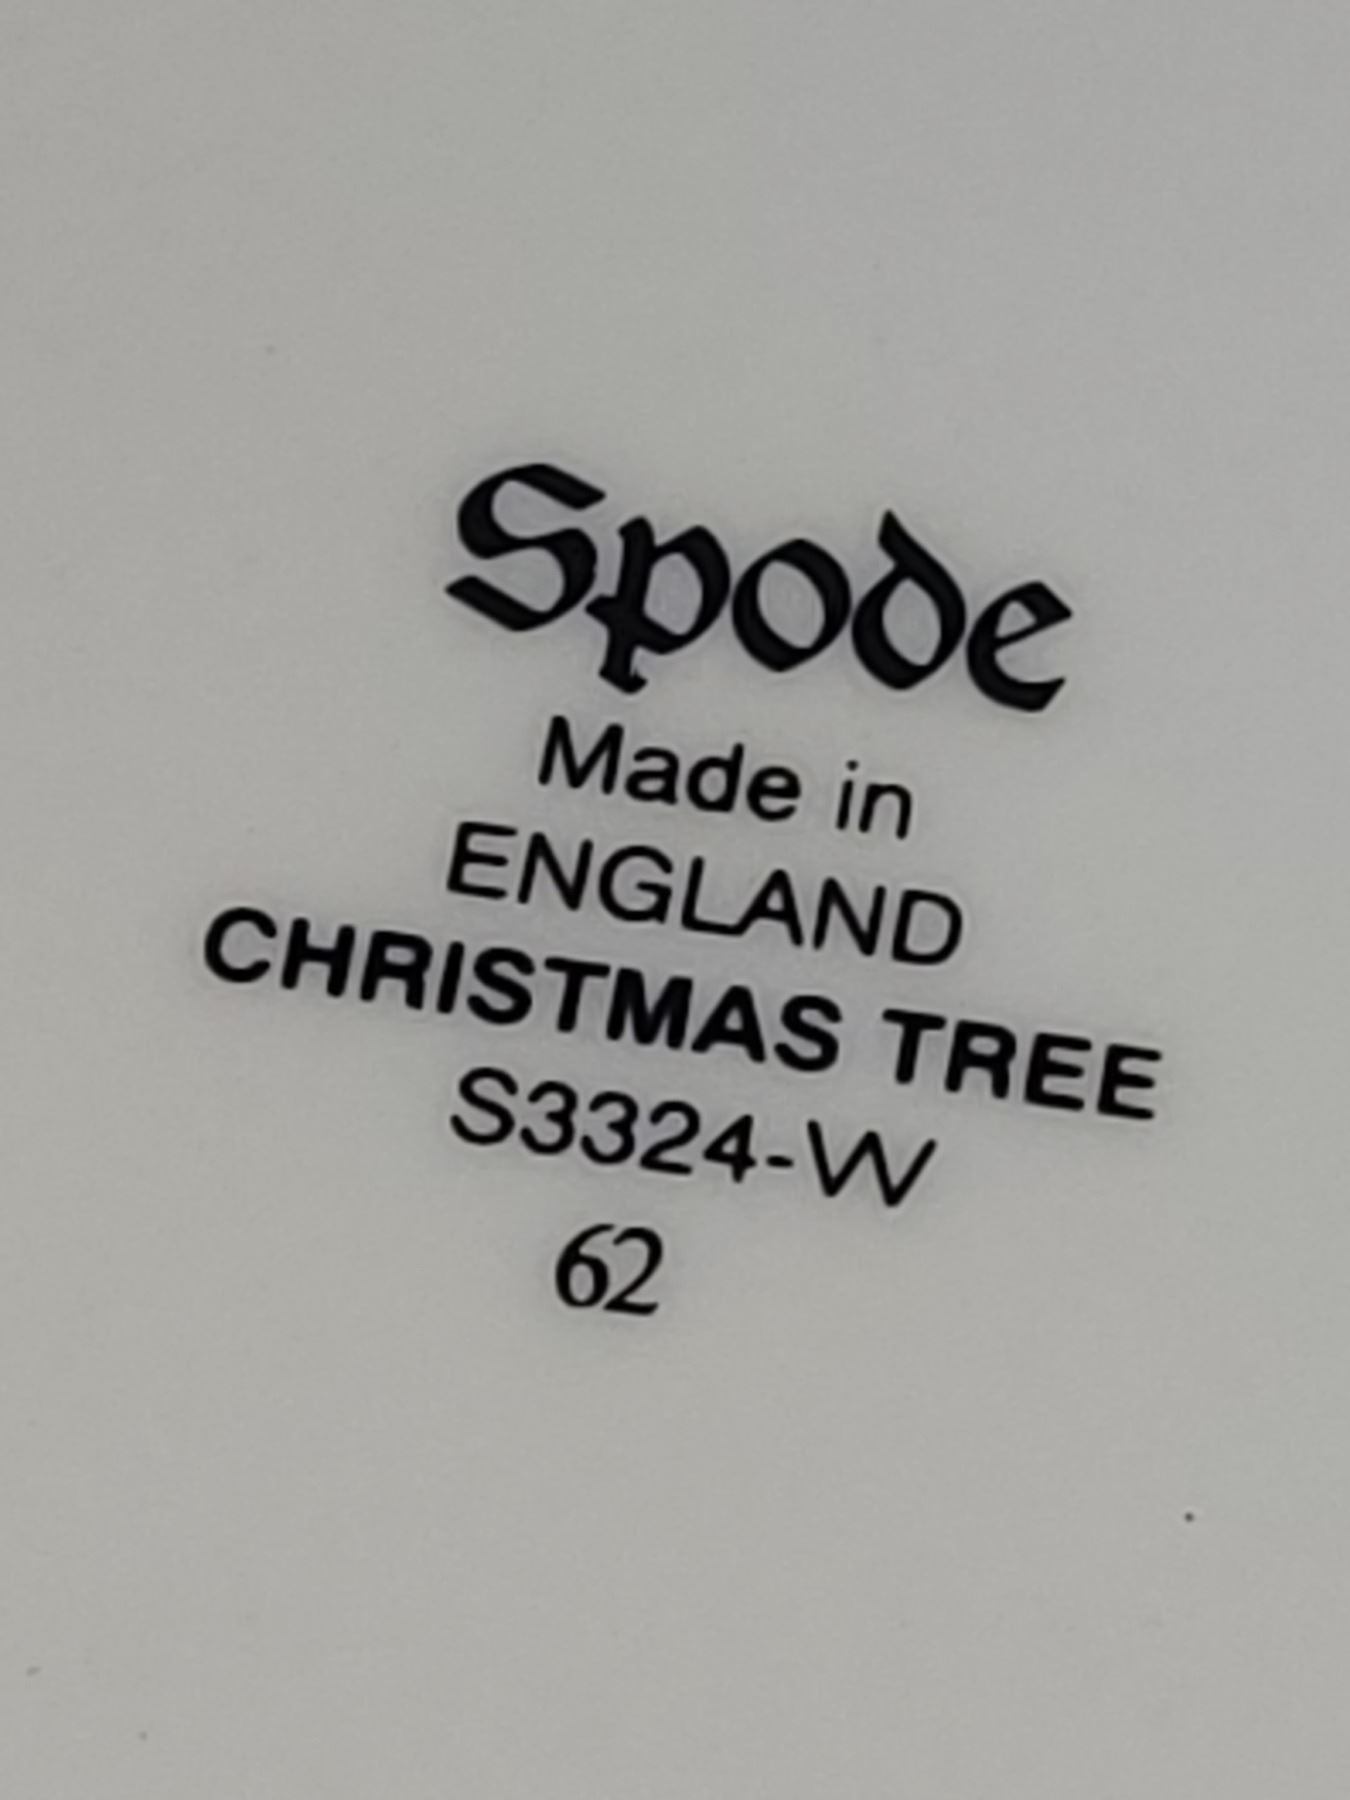 Spode
Made in
ENGLAND
CHRISTMAS TREE
S3324-W
62